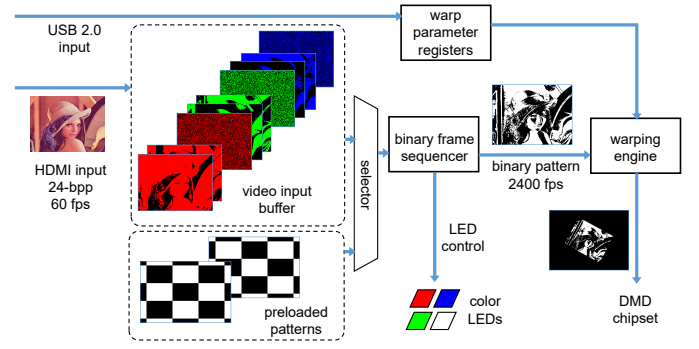 USB 2.0
input
warp
parameter
registers
HDMI input
24-bpp
60 fps
video input
buffer
selector
binary frame
sequencer
binary pattern
2400 fps
warping
engine
LED
control
preloaded
patterns
color
LEDs
DMD
chipset